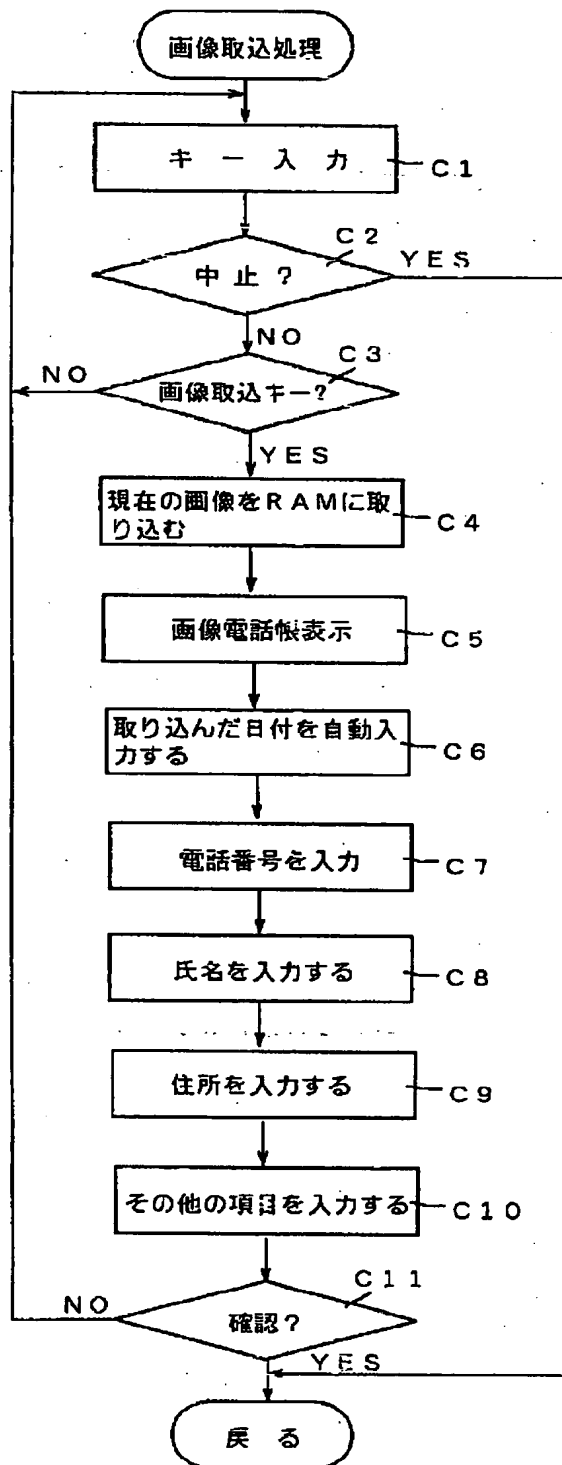 画像取込処理
キー入力
C1
C2
中止?
YES
NO
C3
NO
画像取込キー?
YES
現在の画像をRAMに取
り込む
C4
画像電話帳表示
C5
取り込んだ日付を自動入
力する
C6
電話番号を入力
C7
氏名を入力する
C8
住所を入力する
C9
その他の項目を入力する
C10
C11
NO
確認?
YES
戻る